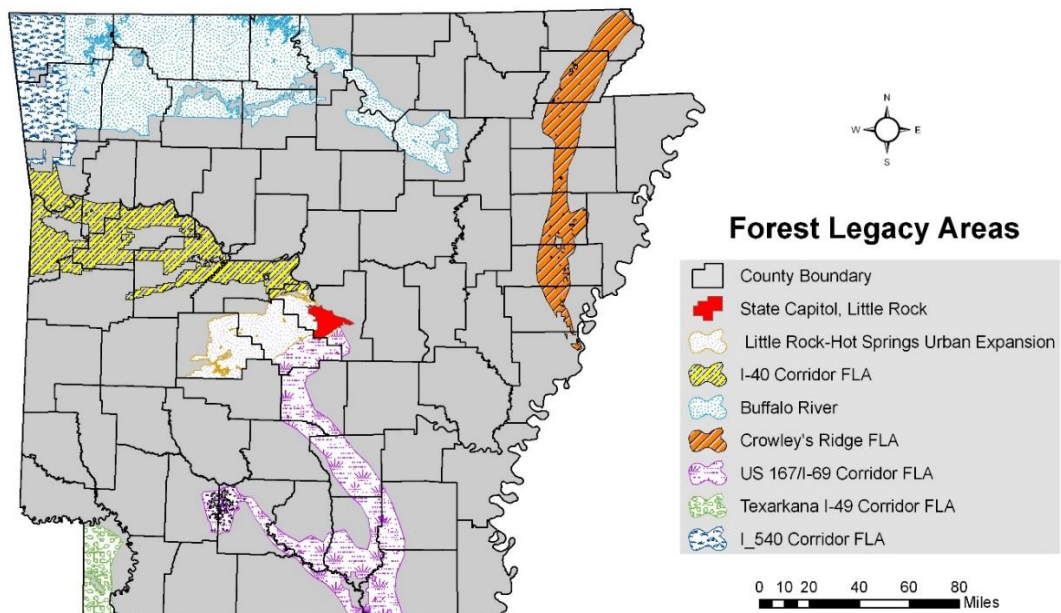 N
W E
S
Forest Legacy Areas
County Boundary
State Capitol, Little Rock
Little Rock-Hot Springs Urban Expansion
I-40 Corridor FLA
Buffalo River
Crowley's Ridge FLA
US 167/I-69 Corridor FLA
Texarkana I-49 Corridor FLA
I_540 Corridor FLA
0 10 20 40 60 80
Miles